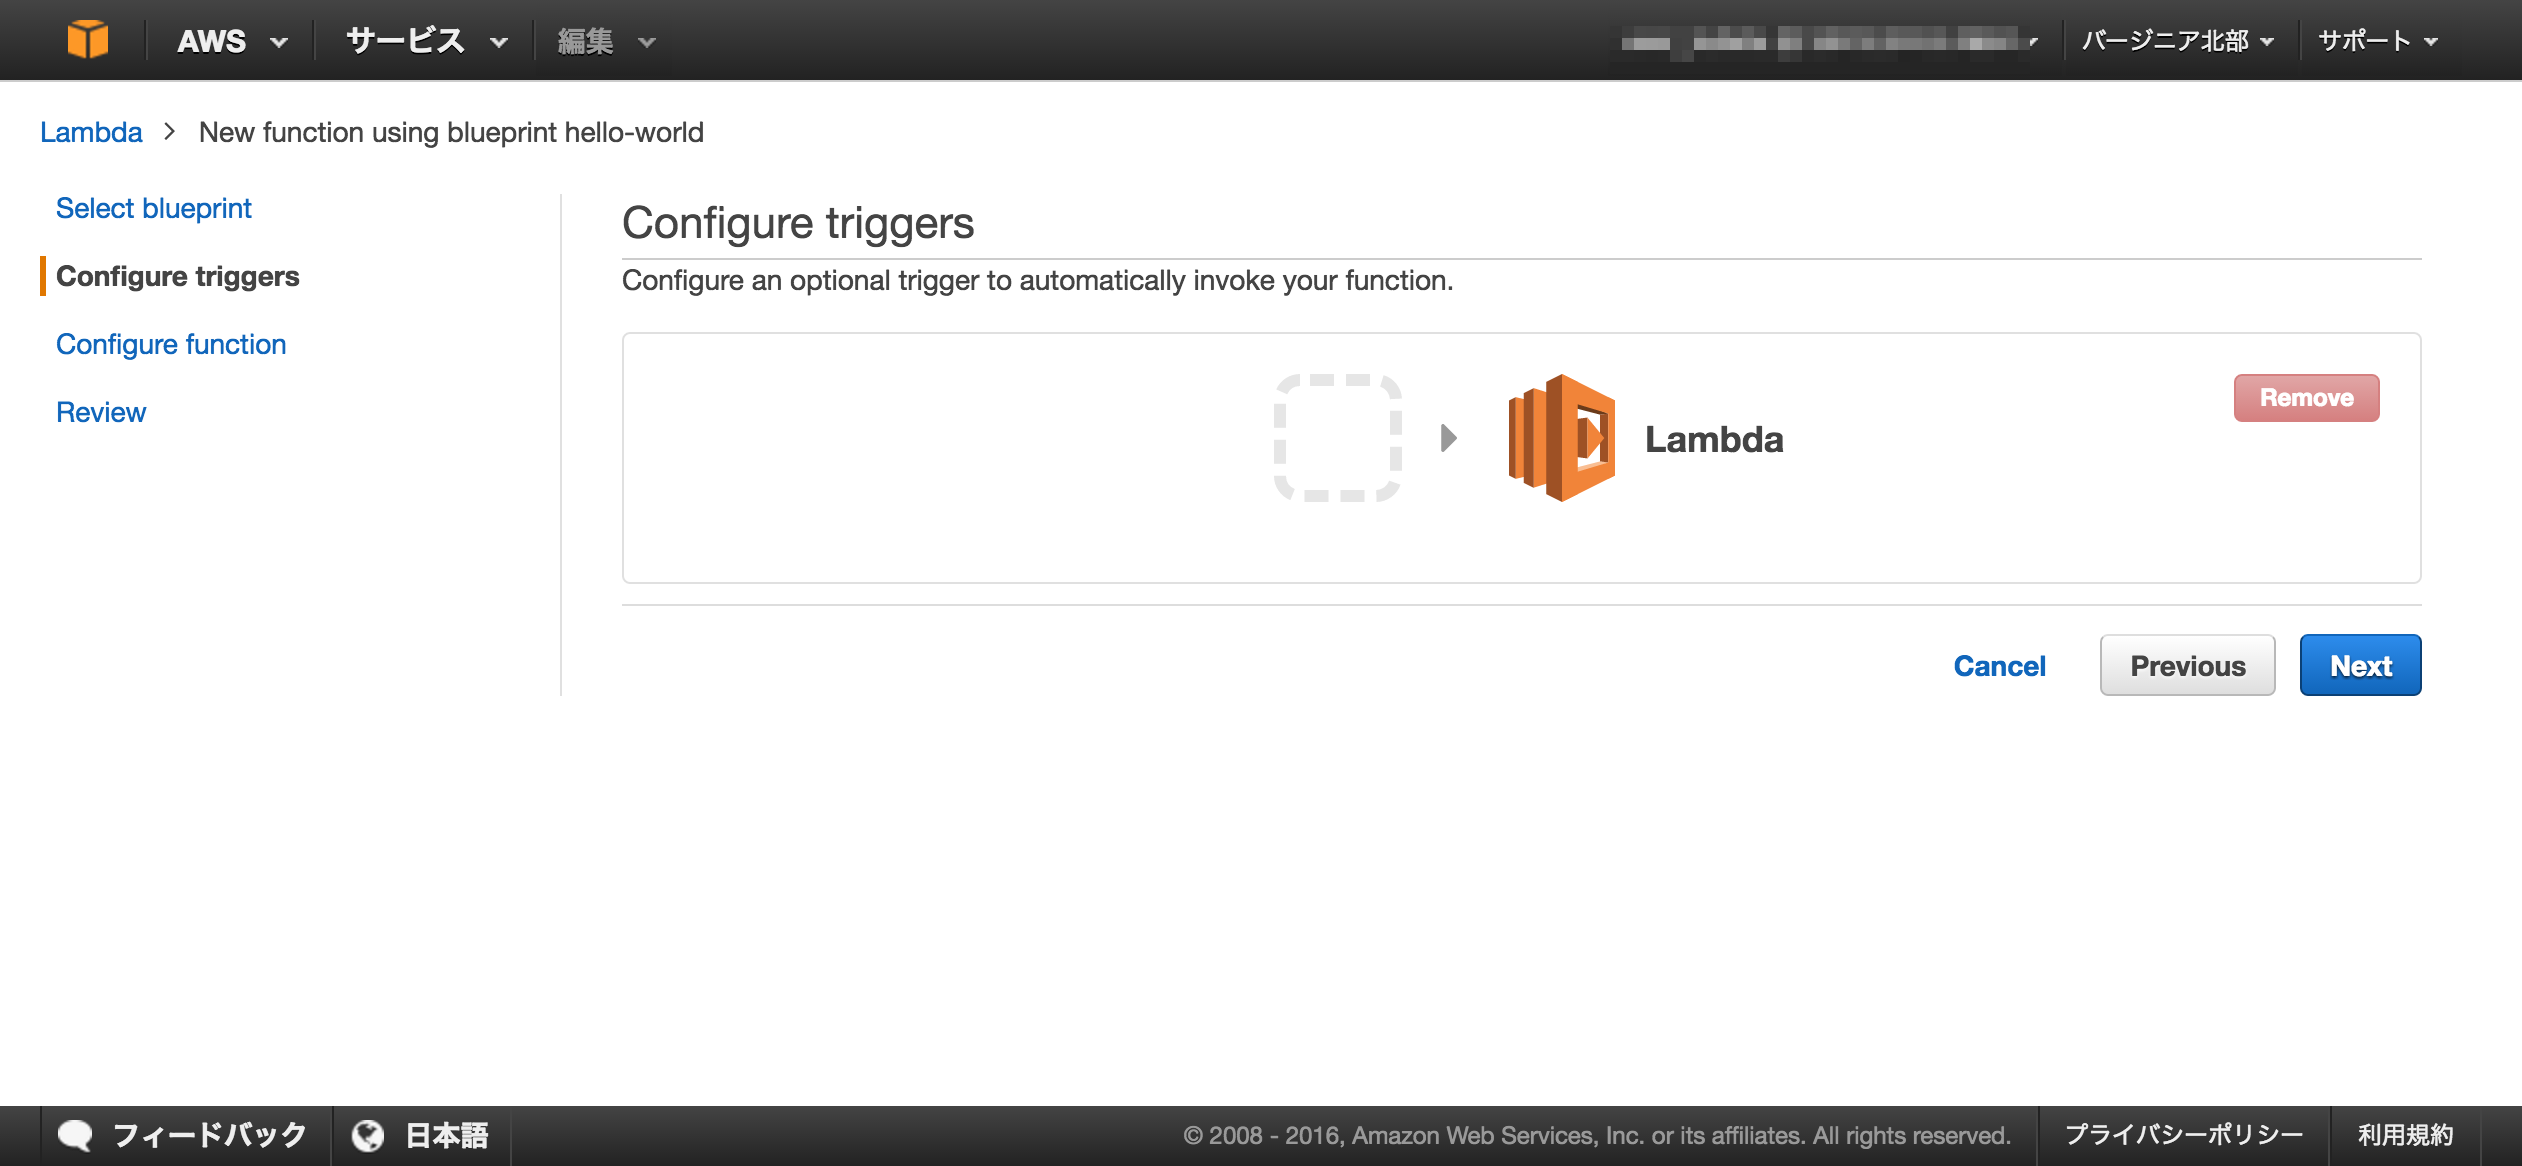 AWS サービス 編集 バージニア北部 サポート
Lambda > New function using blueprint hello-world
Select blueprint
Configure triggers
Configure function
Review
Configure triggers
Configure an optional trigger to automatically invoke your function.
Lambda
Remove
Cancel Previous Next
フィードバック 日本語 © 2008 - 2016, Amazon Web Services, Inc. or its affiliates. All rights reserved. プライバシーポリシー 利用規約